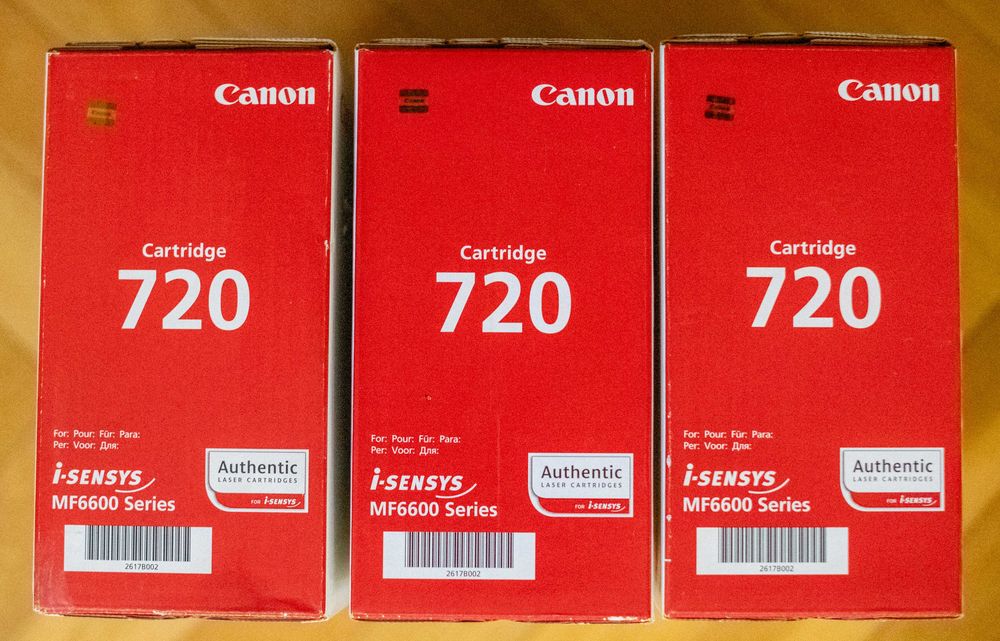 Canon
Cartridge
720
For: Pour: Für: Para:
Per: Voor: Для:
i-SENSYS
MF6600 Series
Authentic
LASER CARTRIDGES
FOR i-SENSYS
2617B002
Canon
Canon
Cartridge
720
For: Pour: Für: Para:
Per: Voor: Для:
i-SENSYS
MF6600 Series
Authentic
LASER CARTRIDGES
FOR i-SENSYS
2617B002
Canon
Cartridge
720
For: Pour: Für: Para:
Per: Voor: Для:
i-SENSYS
MF6600 Series
Authentic
LASER CARTRIDGES
FOR i-SENSYS
2617B002